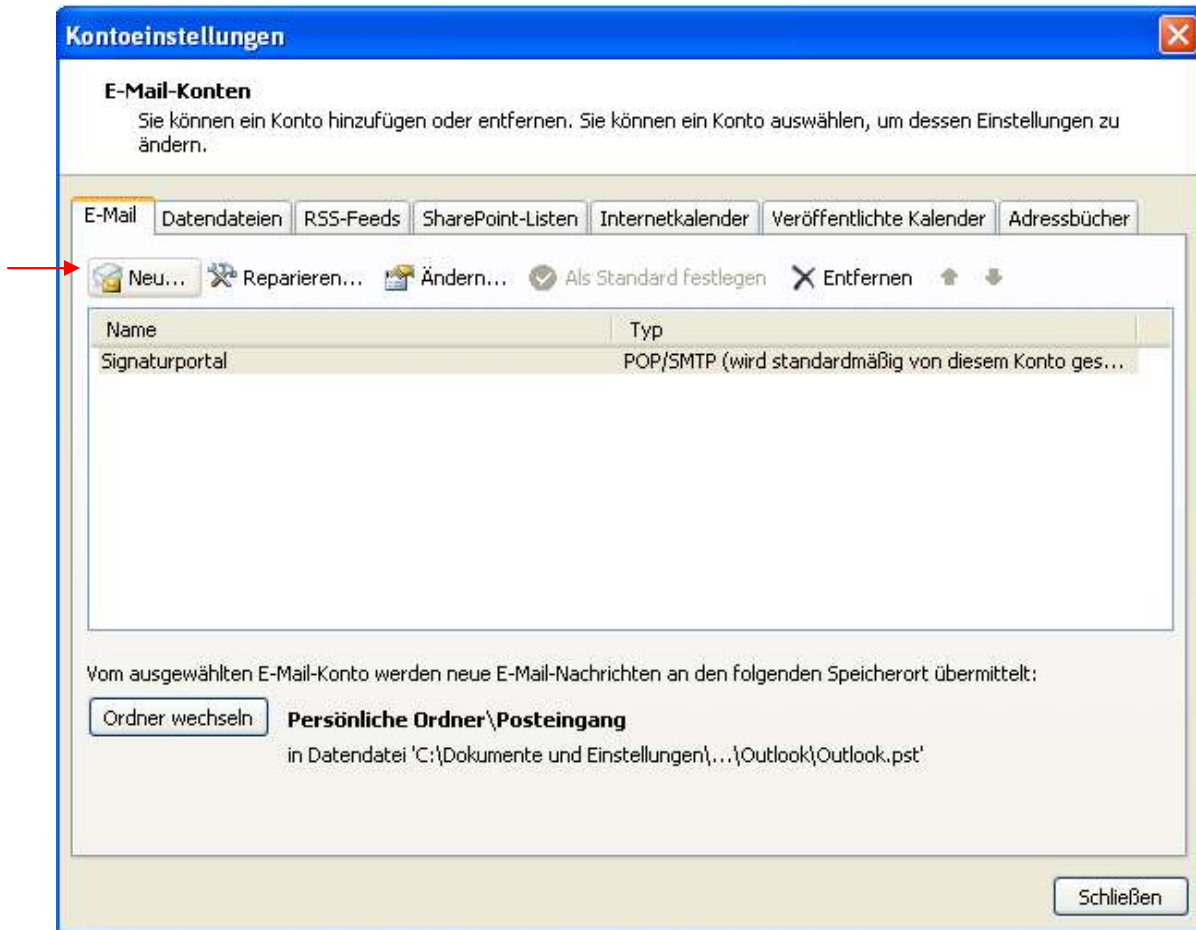 Kontoeinstellungen
E-Mail-Konten
Sie können ein Konto hinzufügen oder entfernen. Sie können ein Konto auswählen, um dessen Einstellungen zu
ändern.
E-Mail Datendateien RSS-Feeds SharePoint-Listen Internetkalender Veröffentlichte Kalender Adressbücher
Neu... Reparieren... Ändern... Als Standard festlegen Entfernen
Name Typ
Signaturportal POP/SMTP (wird standardmäßig von diesem Konto ges...
Vom ausgewählten E-Mail-Konto werden neue E-Mail-Nachrichten an den folgenden Speicherort übermittelt:
Ordner wechseln Persönliche Ordner\Posteingang
in Datendatei 'C:\Dokumente und Einstellungen\...\Outlook\Outlook.pst'
Schließen